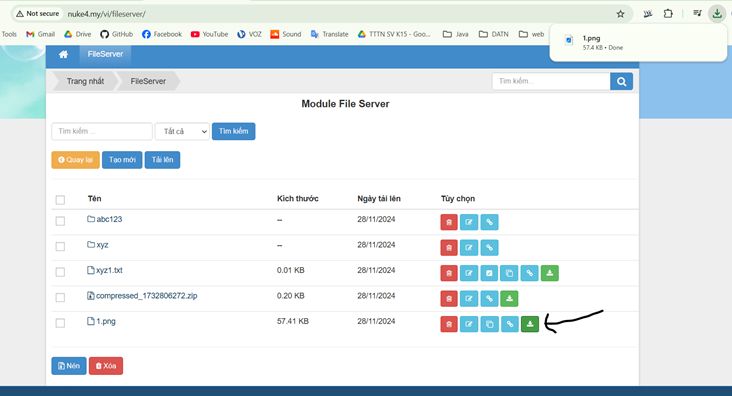 Not secure nuke4.my/vi/fileserver/
Tools Gmail Drive GitHub Facebook YouTube VOZ Sound Translate TTTN SV K15 - Goo... Java DATN web
1.png
57.4 KB • Done
FileServer
Trang nhất FileServer Tìm kiếm...
Module File Server
Tìm kiếm ... Tất cả Tìm kiếm
Quay lại Tạo mới Tải lên
Tên Kích thước Ngày tải lên Tùy chọn
abc123 -- 28/11/2024
xyz -- 28/11/2024
xyz1.txt 0.01 KB 28/11/2024
compressed_1732806272.zip 0.20 KB 28/11/2024
1.png 57.41 KB 28/11/2024
Nén Xóa